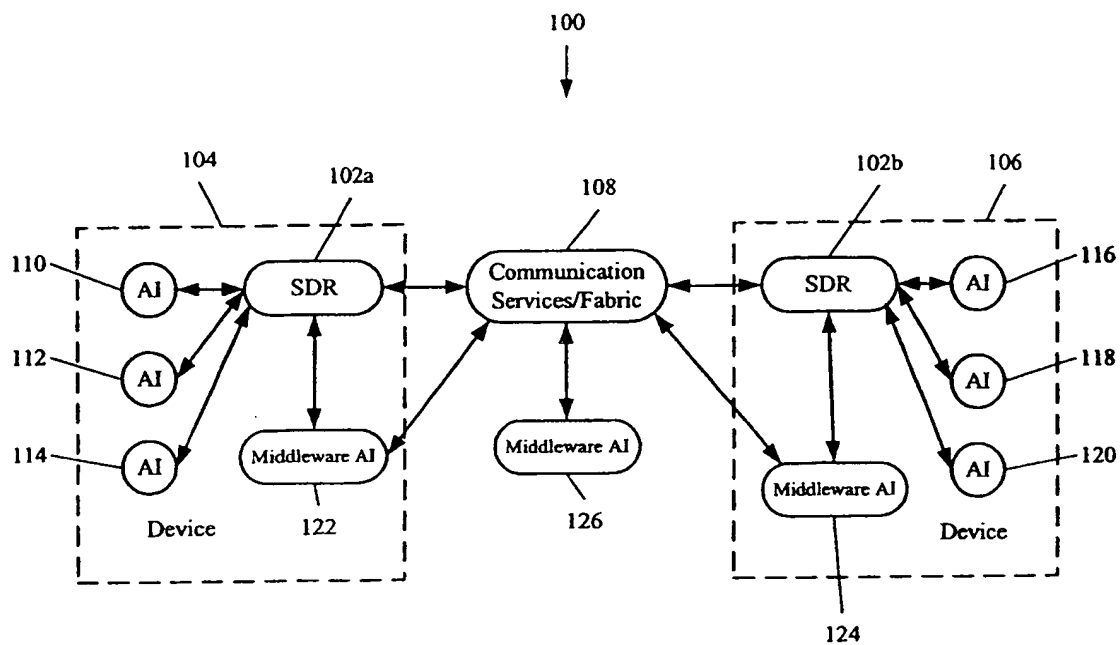 100
104
102a
108
102b
106
110
AI
SDR
Communication
Services/Fabric
SDR
AI
116
112
AI
AI
118
114
AI
Middleware AI
Middleware AI
Middleware AI
AI
120
Device
122
126
Device
124